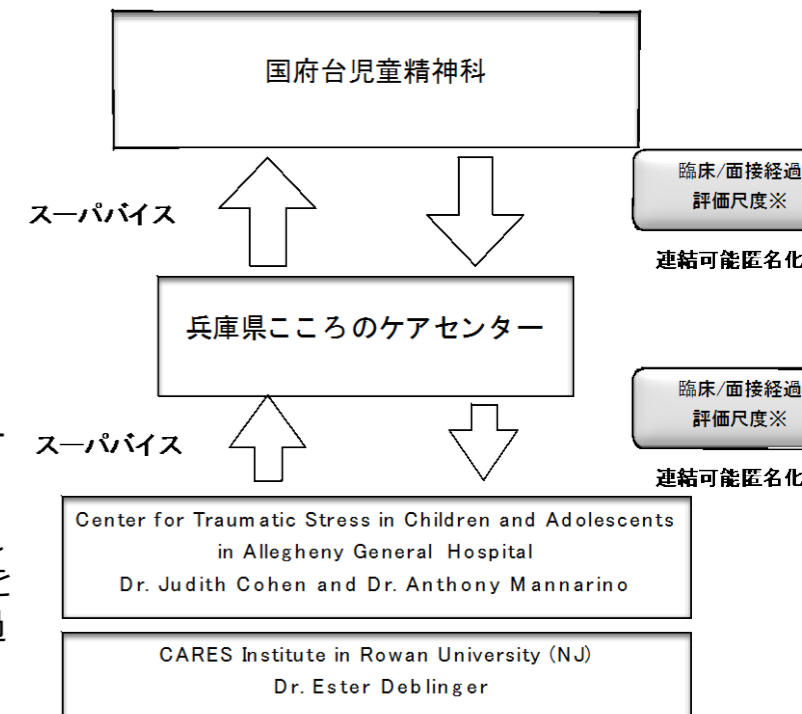 国府台児童精神科
臨床/面接経過
評価尺度※
スーパバイス
連結可能匿名化
兵庫県こころのケアセンター
臨床/面接経過
評価尺度※
スーパバイス
連結可能匿名化
Center for Traumatic Stress in Children and Adolescents
in Allegheny General Hospital
Dr. Judith Cohen and Dr. Anthony Mannarino
CARES Institute in Rowan University (NJ)
Dr. Ester Deblinger